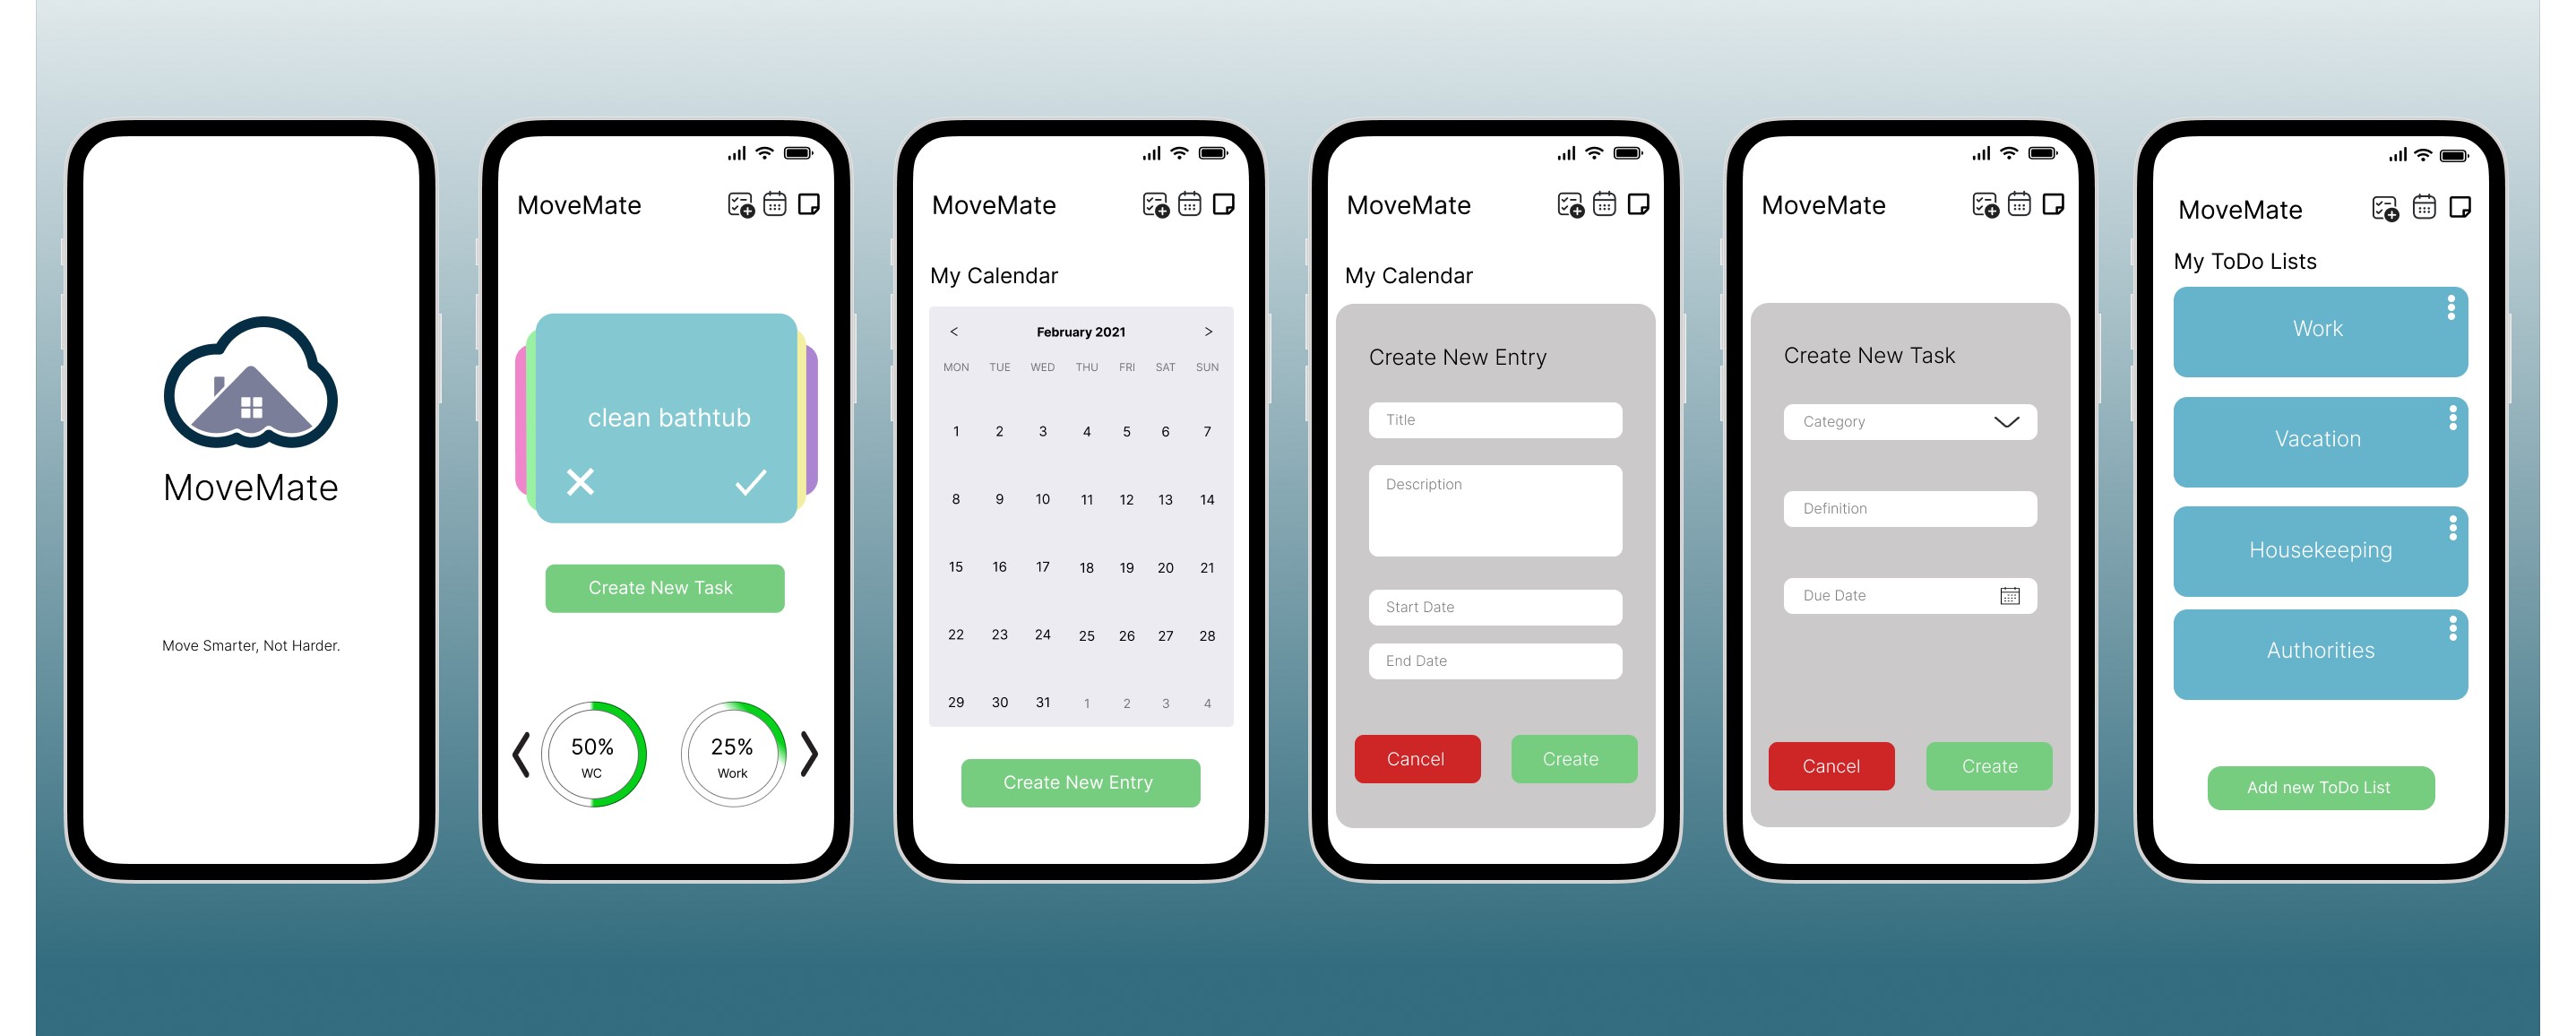 MoveMate
Move Smarter, Not Harder.
MoveMate
clean bathtub
Create New Task
50%
WC
25%
Work
MoveMate
My Calendar
< February 2021 >
MON TUE WED THU FRI SAT SUN
1 2 3 4 5 6 7
8 9 10 11 12 13 14
15 16 17 18 19 20 21
22 23 24 25 26 27 28
29 30 31 1 2 3 4
Create New Entry
MoveMate
My Calendar
Create New Entry
Title
Description
Start Date
End Date
Cancel Create
MoveMate
Create New Task
Category
Definition
Due Date
Cancel Create
MoveMate
My ToDo Lists
Work
Vacation
Housekeeping
Authorities
Add new ToDo List